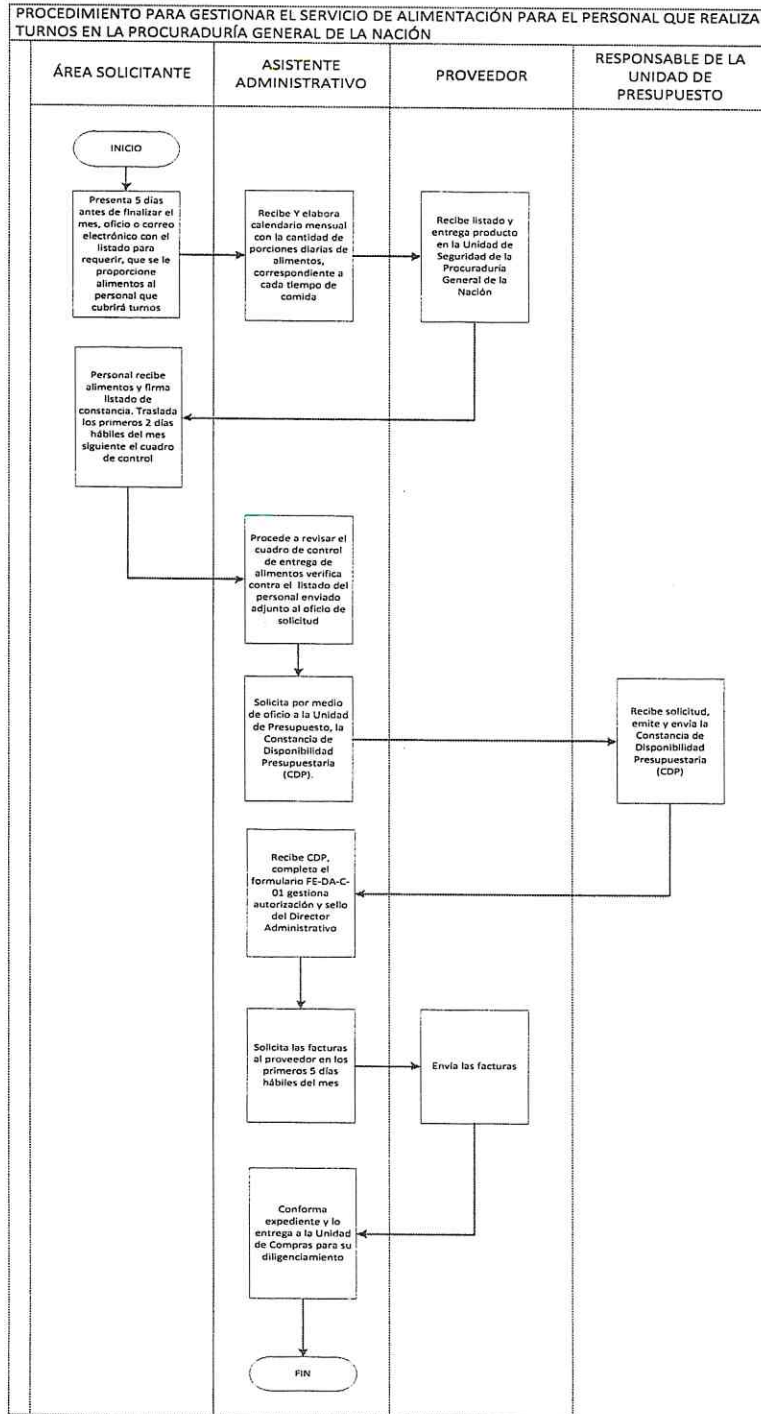 PROCEDIMIENTO PARA GESTIONAR EL SERVICIO DE ALIMENTACIÓN PARA EL PERSONAL QUE REALIZA
TURNOS EN LA PROCURADURÍA GENERAL DE LA NACIÓN
ÁREA SOLICITANTE
ASISTENTE
ADMINISTRATIVO
PROVEEDOR
RESPONSABLE DE LA
UNIDAD DE
PRESUPUESTO
INICIO
Presenta 5 días
antes de finalizar el
mes, oficio o correo
electrónico con el
listado para
requerir, que se le
proporcione
alimentos al
personal que
cubrirá turnos
Recibe Y elabora
calendario mensual
con la cantidad de
porciones diarias de
alimentos,
correspondiente a
cada tiempo de
comida
Recibe listado y
entrega producto
en la Unidad de
Seguridad de la
Procuraduría
General de la
Nación
Personal recibe
alimentos y firma
listado de
constancia. Traslada
los primeros 2 días
hábiles del mes
siguiente el cuadro
de control
Procede a revisar el
cuadro de control
de entrega de
alimentos verifica
contra el listado del
personal enviado
adjunto al oficio de
solicitud
Solicita por medio
de oficio a la Unidad
de Presupuesto, la
Constancia de
Disponibilidad
Presupuestaria
(CDP).
Recibe solicitud,
emite y envía la
Constancia de
Disponibilidad
Presupuestaria
(CDP)
Recibe CDP,
completa el
formulario FE-DA-C-
01 gestiona
autorización y sello
del Director
Administrativo
Solicita las facturas
al proveedor en los
primeros 5 días
hábiles del mes
Envía las facturas
Conforma
expediente y lo
entrega a la Unidad
de Compras para su
diligenciamiento
FIN